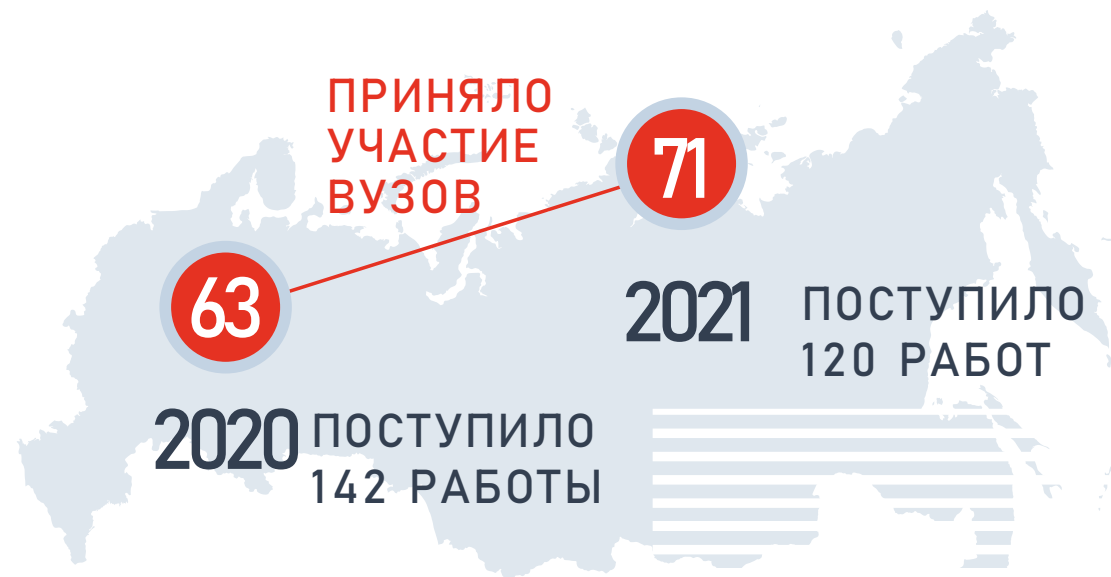 ПРИНЯЛО
УЧАСТИЕ
ВУЗОВ
71
63
2021
ПОСТУПИЛО
120 РАБОТ
2020
ПОСТУПИЛО
142 РАБОТЫ